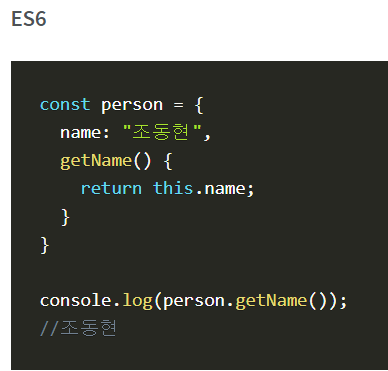 ES6
const person = {
  name: "조동현",
  getName() {
    return this.name;
  }
}

console.log(person.getName());
//조동현